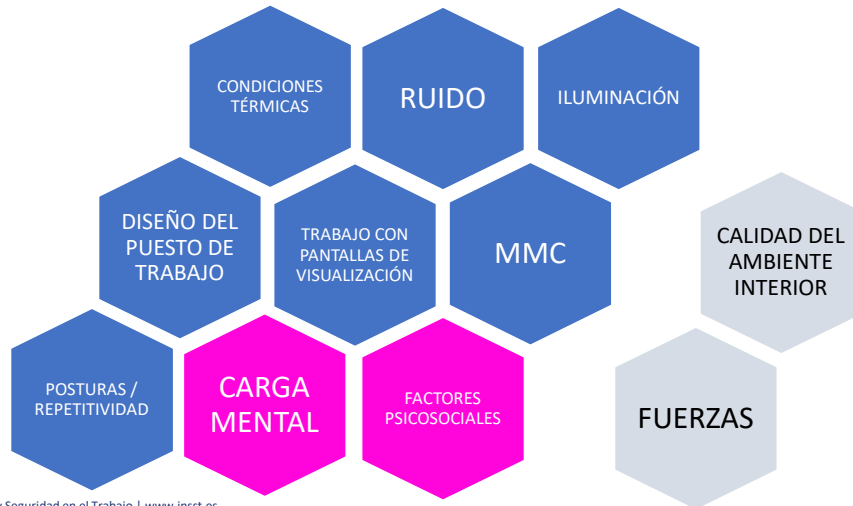 CONDICIONES
TÉRMICAS
RUIDO
ILUMINACIÓN
DISEÑO DEL
PUESTO DE
TRABAJO
TRABAJO CON
PANTALLAS DE
VISUALIZACIÓN
MMC
CALIDAD DEL
AMBIENTE
INTERIOR
POSTURAS /
REPETITIVIDAD
CARGA
MENTAL
FACTORES
PSICOSOCIALES
FUERZAS
y Seguridad en el Trabajo | www.insst.es